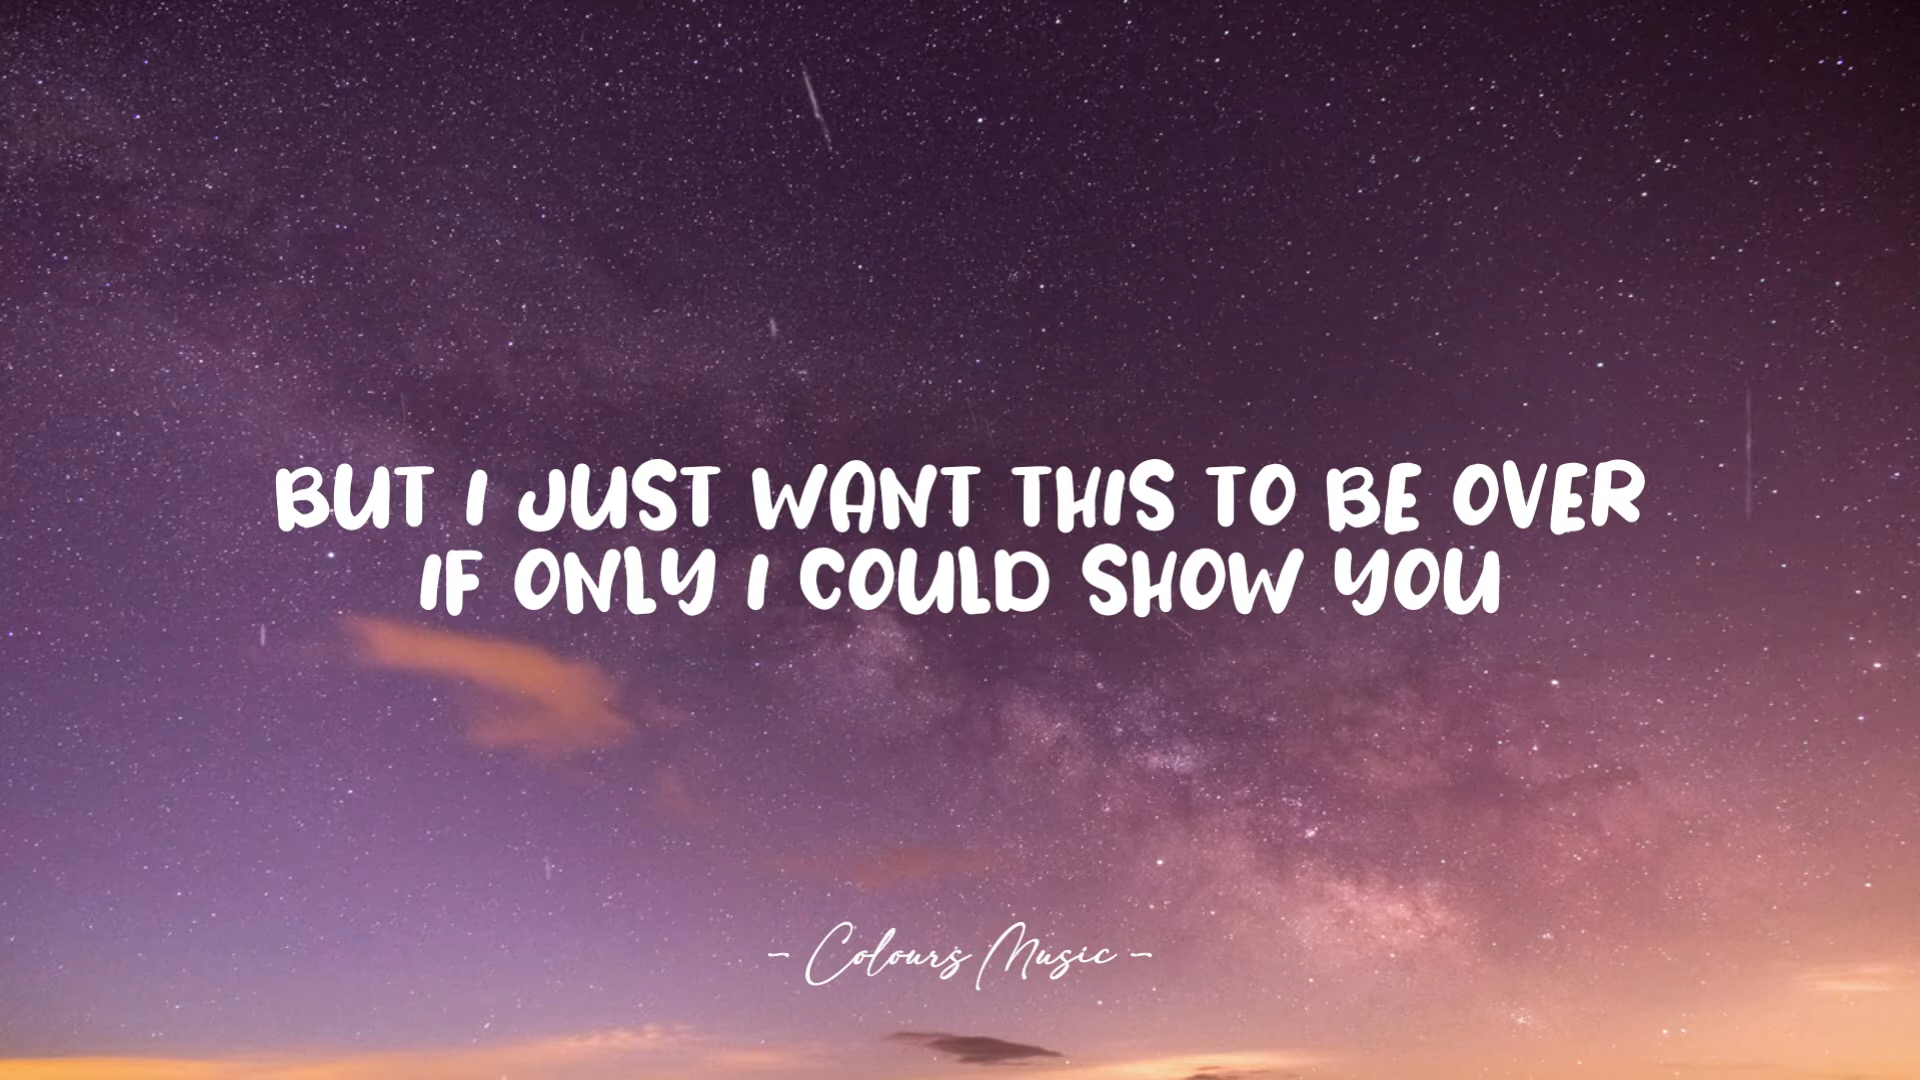 BUT I JUST WANT THIS TO BE OVER
IF ONLY I COULD SHOW YOU
- Colours Music -